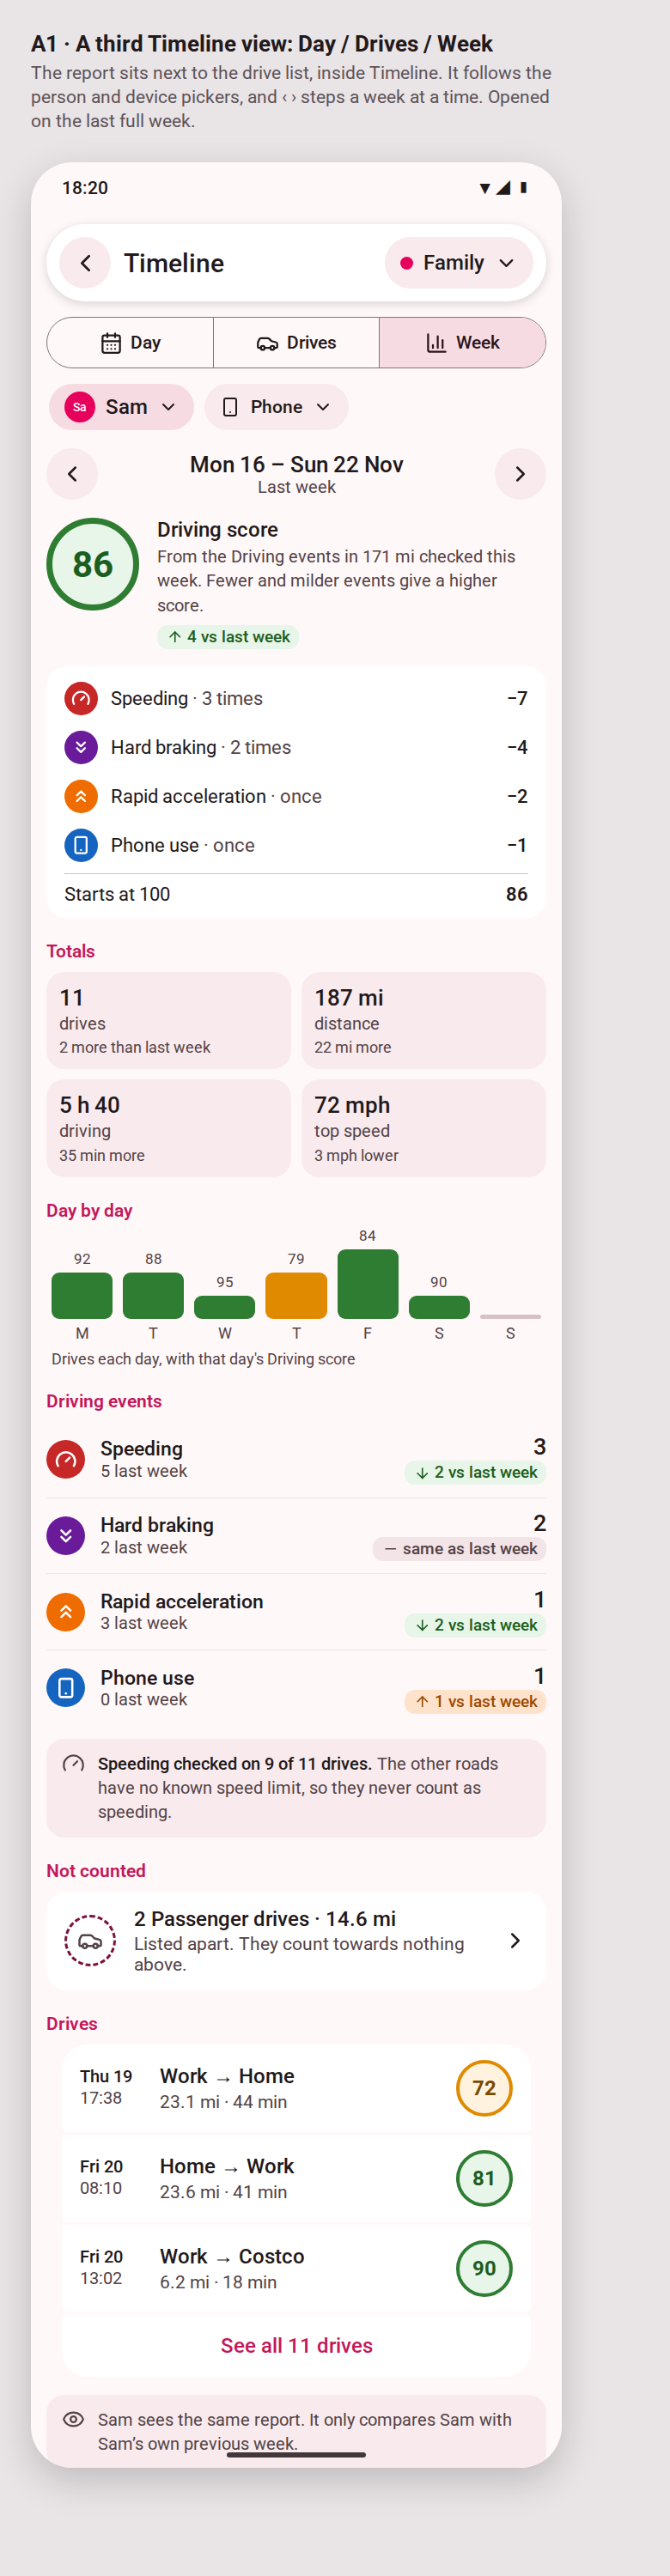 A1 · A third Timeline view: Day / Drives / Week
The report sits next to the drive list, inside Timeline. It follows the
person and device pickers, and ‹ › steps a week at a time. Opened
on the last full week.
18:20
Timeline
Family
Day
Drives
Week
Sa
Sam
Phone
Mon 16 – Sun 22 Nov
Last week
86
Driving score
From the Driving events in 171 mi checked this
week. Fewer and milder events give a higher
score.
↑ 4 vs last week
Speeding · 3 times −7
Hard braking · 2 times −4
Rapid acceleration · once −2
Phone use · once −1
Starts at 100 86
Totals
11
drives
2 more than last week
187 mi
distance
22 mi more
5 h 40
driving
35 min more
72 mph
top speed
3 mph lower
Day by day
92 88 95 79 84 90
M T W T F S S
Drives each day, with that day's Driving score
Driving events
Speeding
5 last week
3
↓ 2 vs last week
Hard braking
2 last week
2
— same as last week
Rapid acceleration
3 last week
1
↓ 2 vs last week
Phone use
0 last week
1
↑ 1 vs last week
Speeding checked on 9 of 11 drives. The other roads
have no known speed limit, so they never count as
speeding.
Not counted
2 Passenger drives · 14.6 mi
Listed apart. They count towards nothing
above.
Drives
Thu 19
17:38
Work → Home
23.1 mi · 44 min
72
Fri 20
08:10
Home → Work
23.6 mi · 41 min
81
Fri 20
13:02
Work → Costco
6.2 mi · 18 min
90
See all 11 drives
Sam sees the same report. It only compares Sam with
Sam’s own previous week.